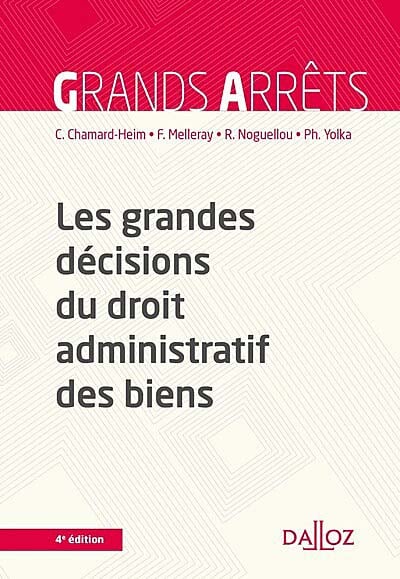 GRANDS ARRÊTS
C. Chamard-Heim • F. Melleray • R. Noguellou • Ph. Yolka
Les grandes
décisions
du droit
administratif
des biens
4e édition
DALLOZ